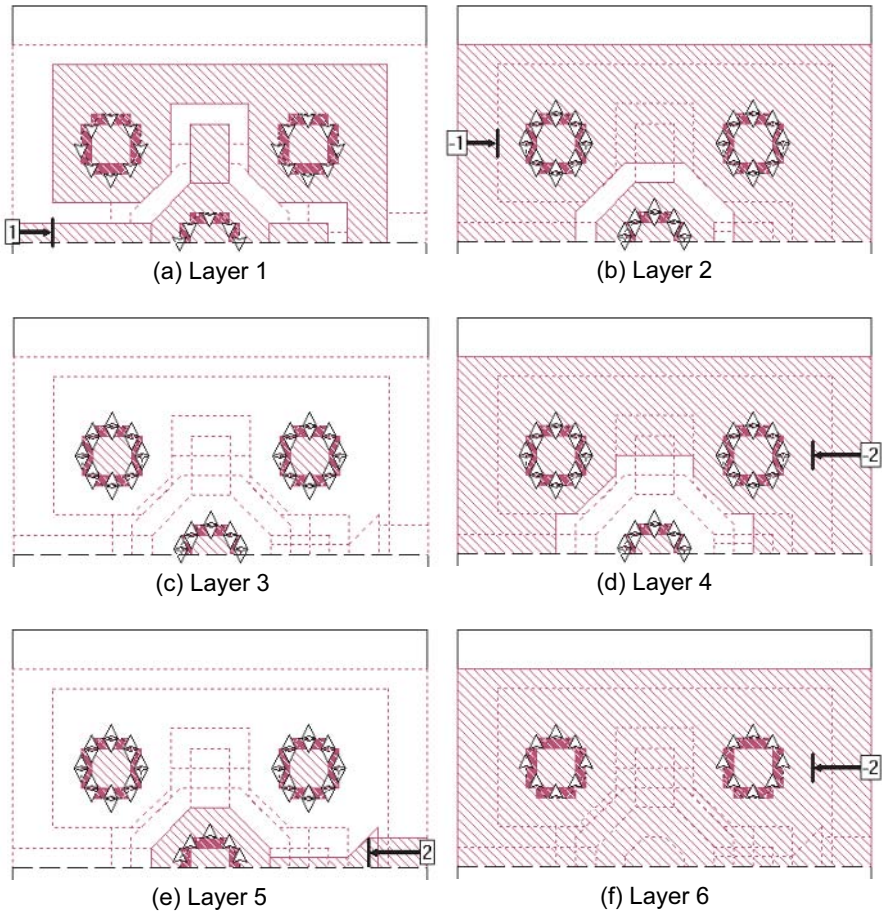 1
(a) Layer 1
-1
(b) Layer 2
(c) Layer 3
-2
(d) Layer 4
2
(e) Layer 5
-2
(f) Layer 6